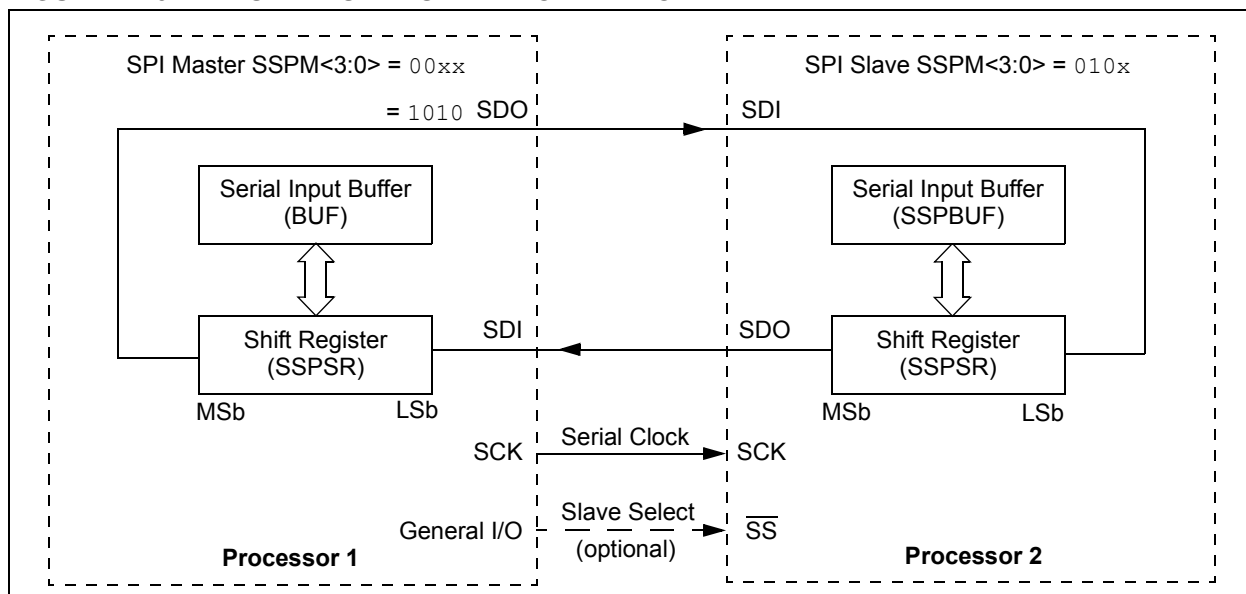 SPI Master SSPM<3:0> = 00xx
= 1010 SDO
SPI Slave SSPM<3:0> = 010x
SDI
Serial Input Buffer
(BUF)
Serial Input Buffer
(SSPBUF)
Shift Register
(SSPSR)
MSb
LSb
SDI
SDO
Shift Register
(SSPSR)
MSb
LSb
SCK
Serial Clock
SCK
General I/O
Slave Select
(optional)
SS
Processor 1
Processor 2